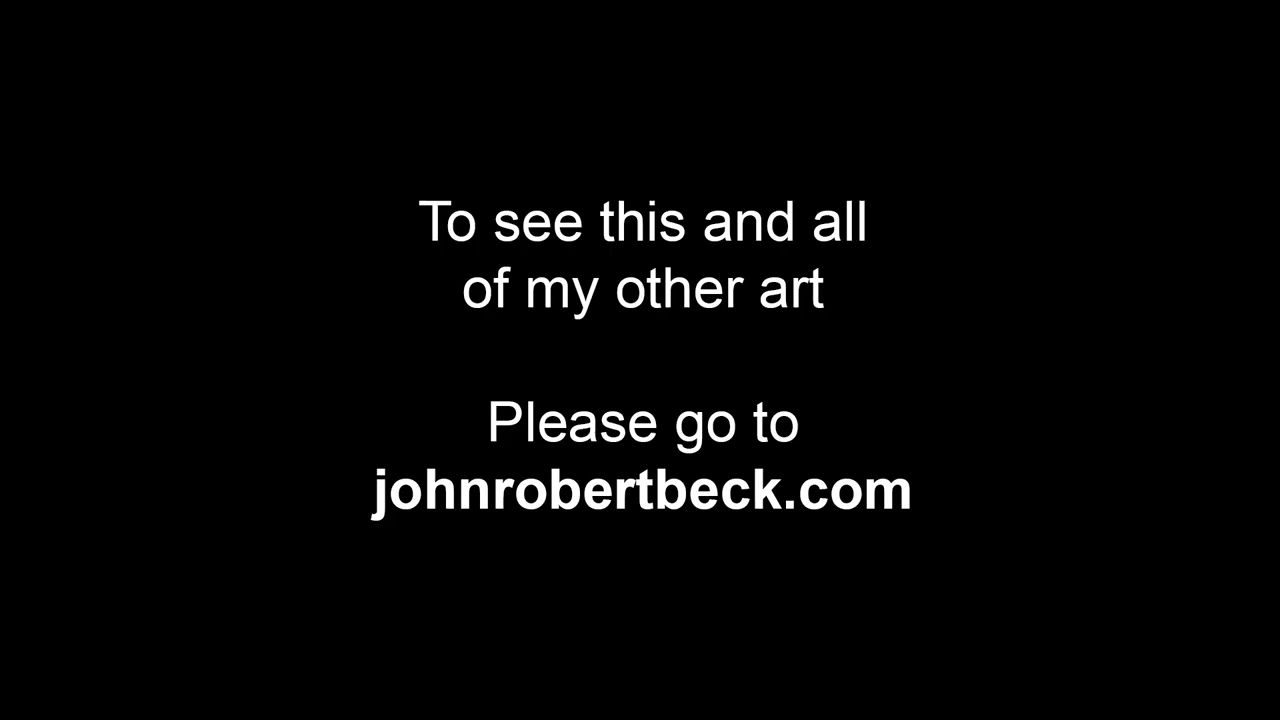 To see this and all
of my other art
Please go to
johnrobertbeck.com